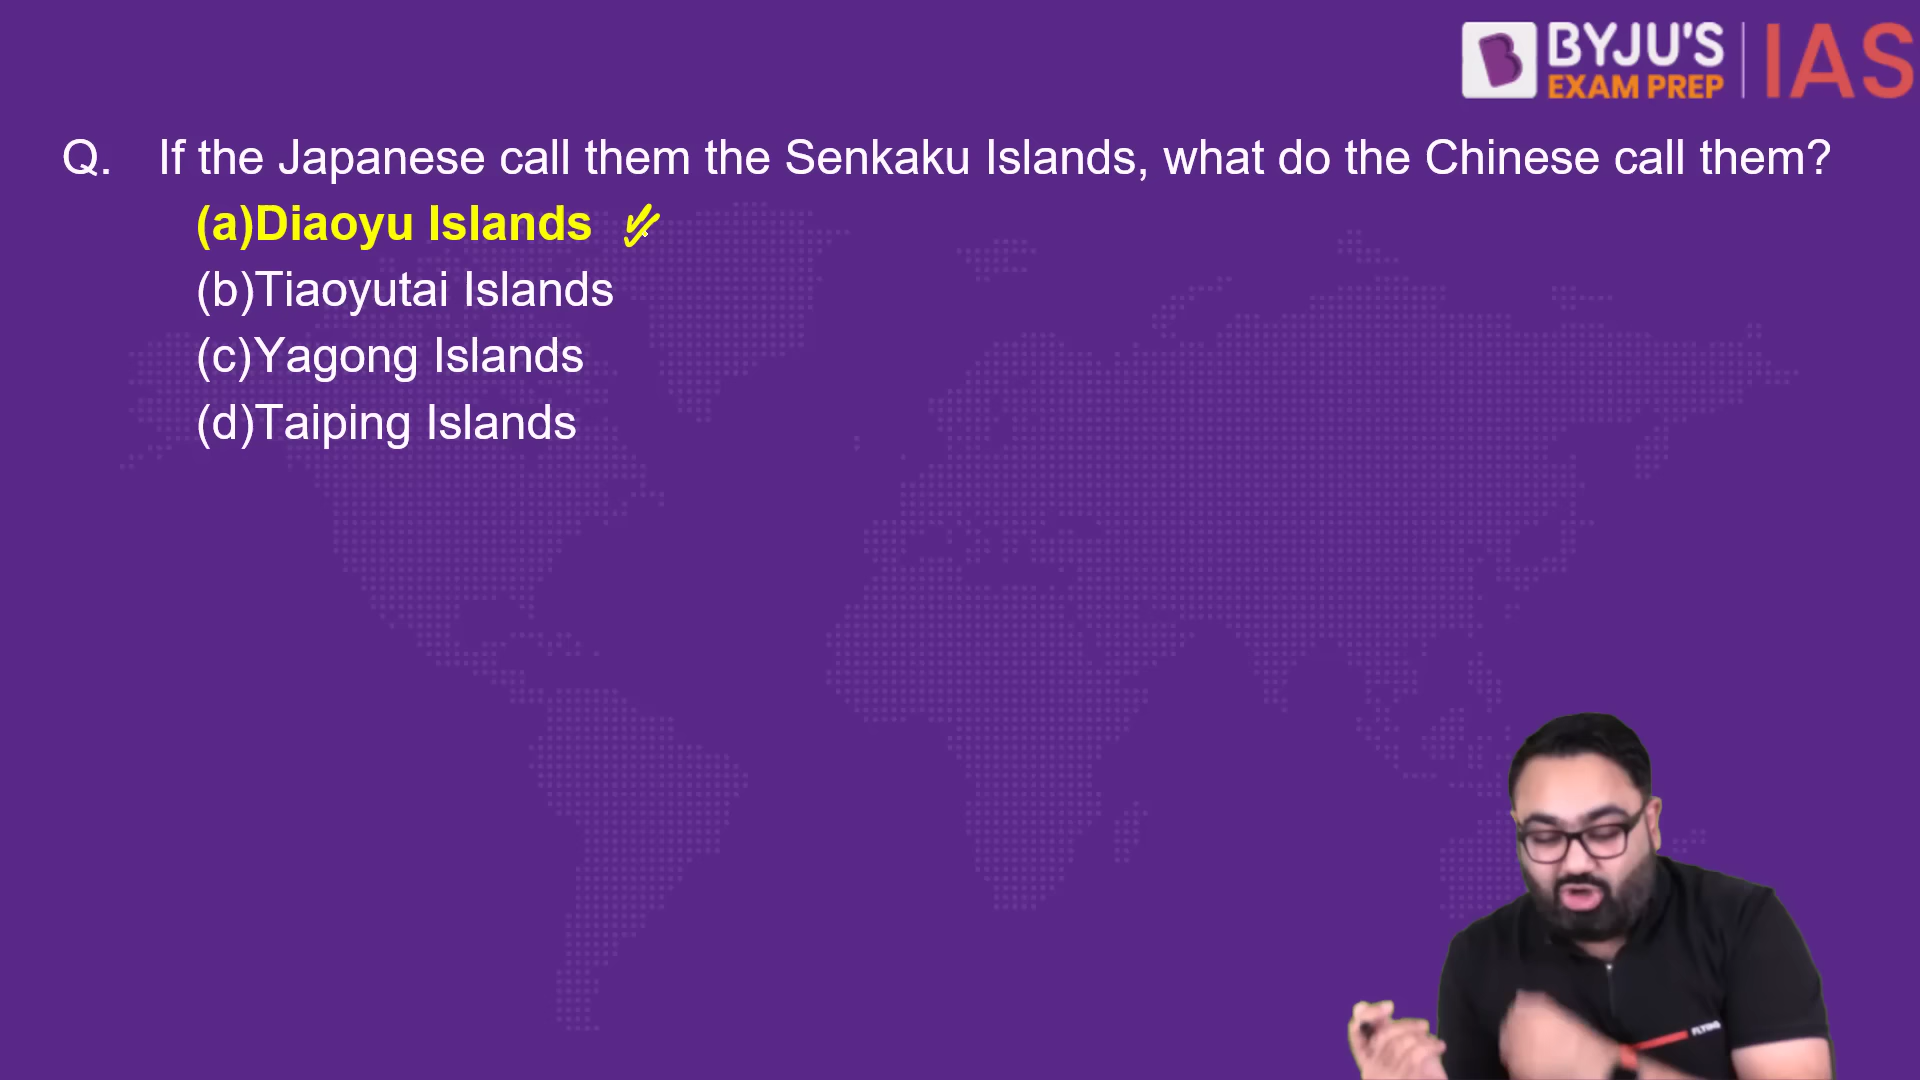 BYJU'S
EXAM PREP
IAS
Q. If the Japanese call them the Senkaku Islands, what do the Chinese call them?
(a)Diaoyu Islands
(b)Tiaoyutai Islands
(c)Yagong Islands
(d)Taiping Islands
FLYING